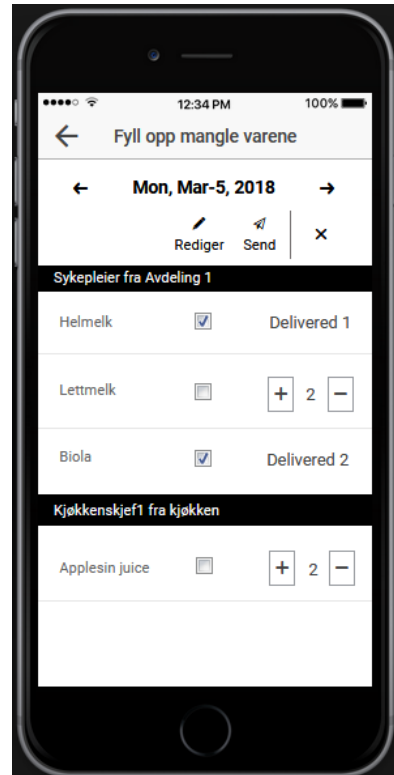 12:34 PM 100%
Fyll opp mangle varene
Mon, Mar-5, 2018
Rediger Send
Sykepleier fra Avdeling 1
Helmelk Delivered 1
Lettmelk + 2 −
Biola Delivered 2
Kjøkkenskjef1 fra kjøkken
Applesin juice + 2 −